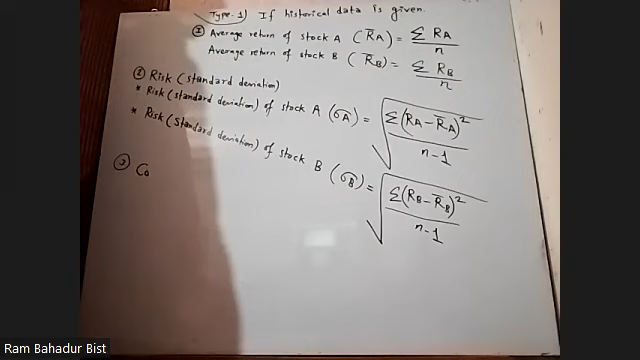 Type-1) If historical data is given.
① Average return of stock A (R̅A) = ΣRA/n
Average return of stock B (R̅B) = ΣRB/n
② Risk (standard deviation)
* Risk (standard deviation) of stock A (σA) = √(Σ(RA-R̅A)²/n-1)
* Risk (standard deviation) of stock B (σB) = √(Σ(RB-R̅B)²/n-1)
③ Co
Ram Bahadur Bist